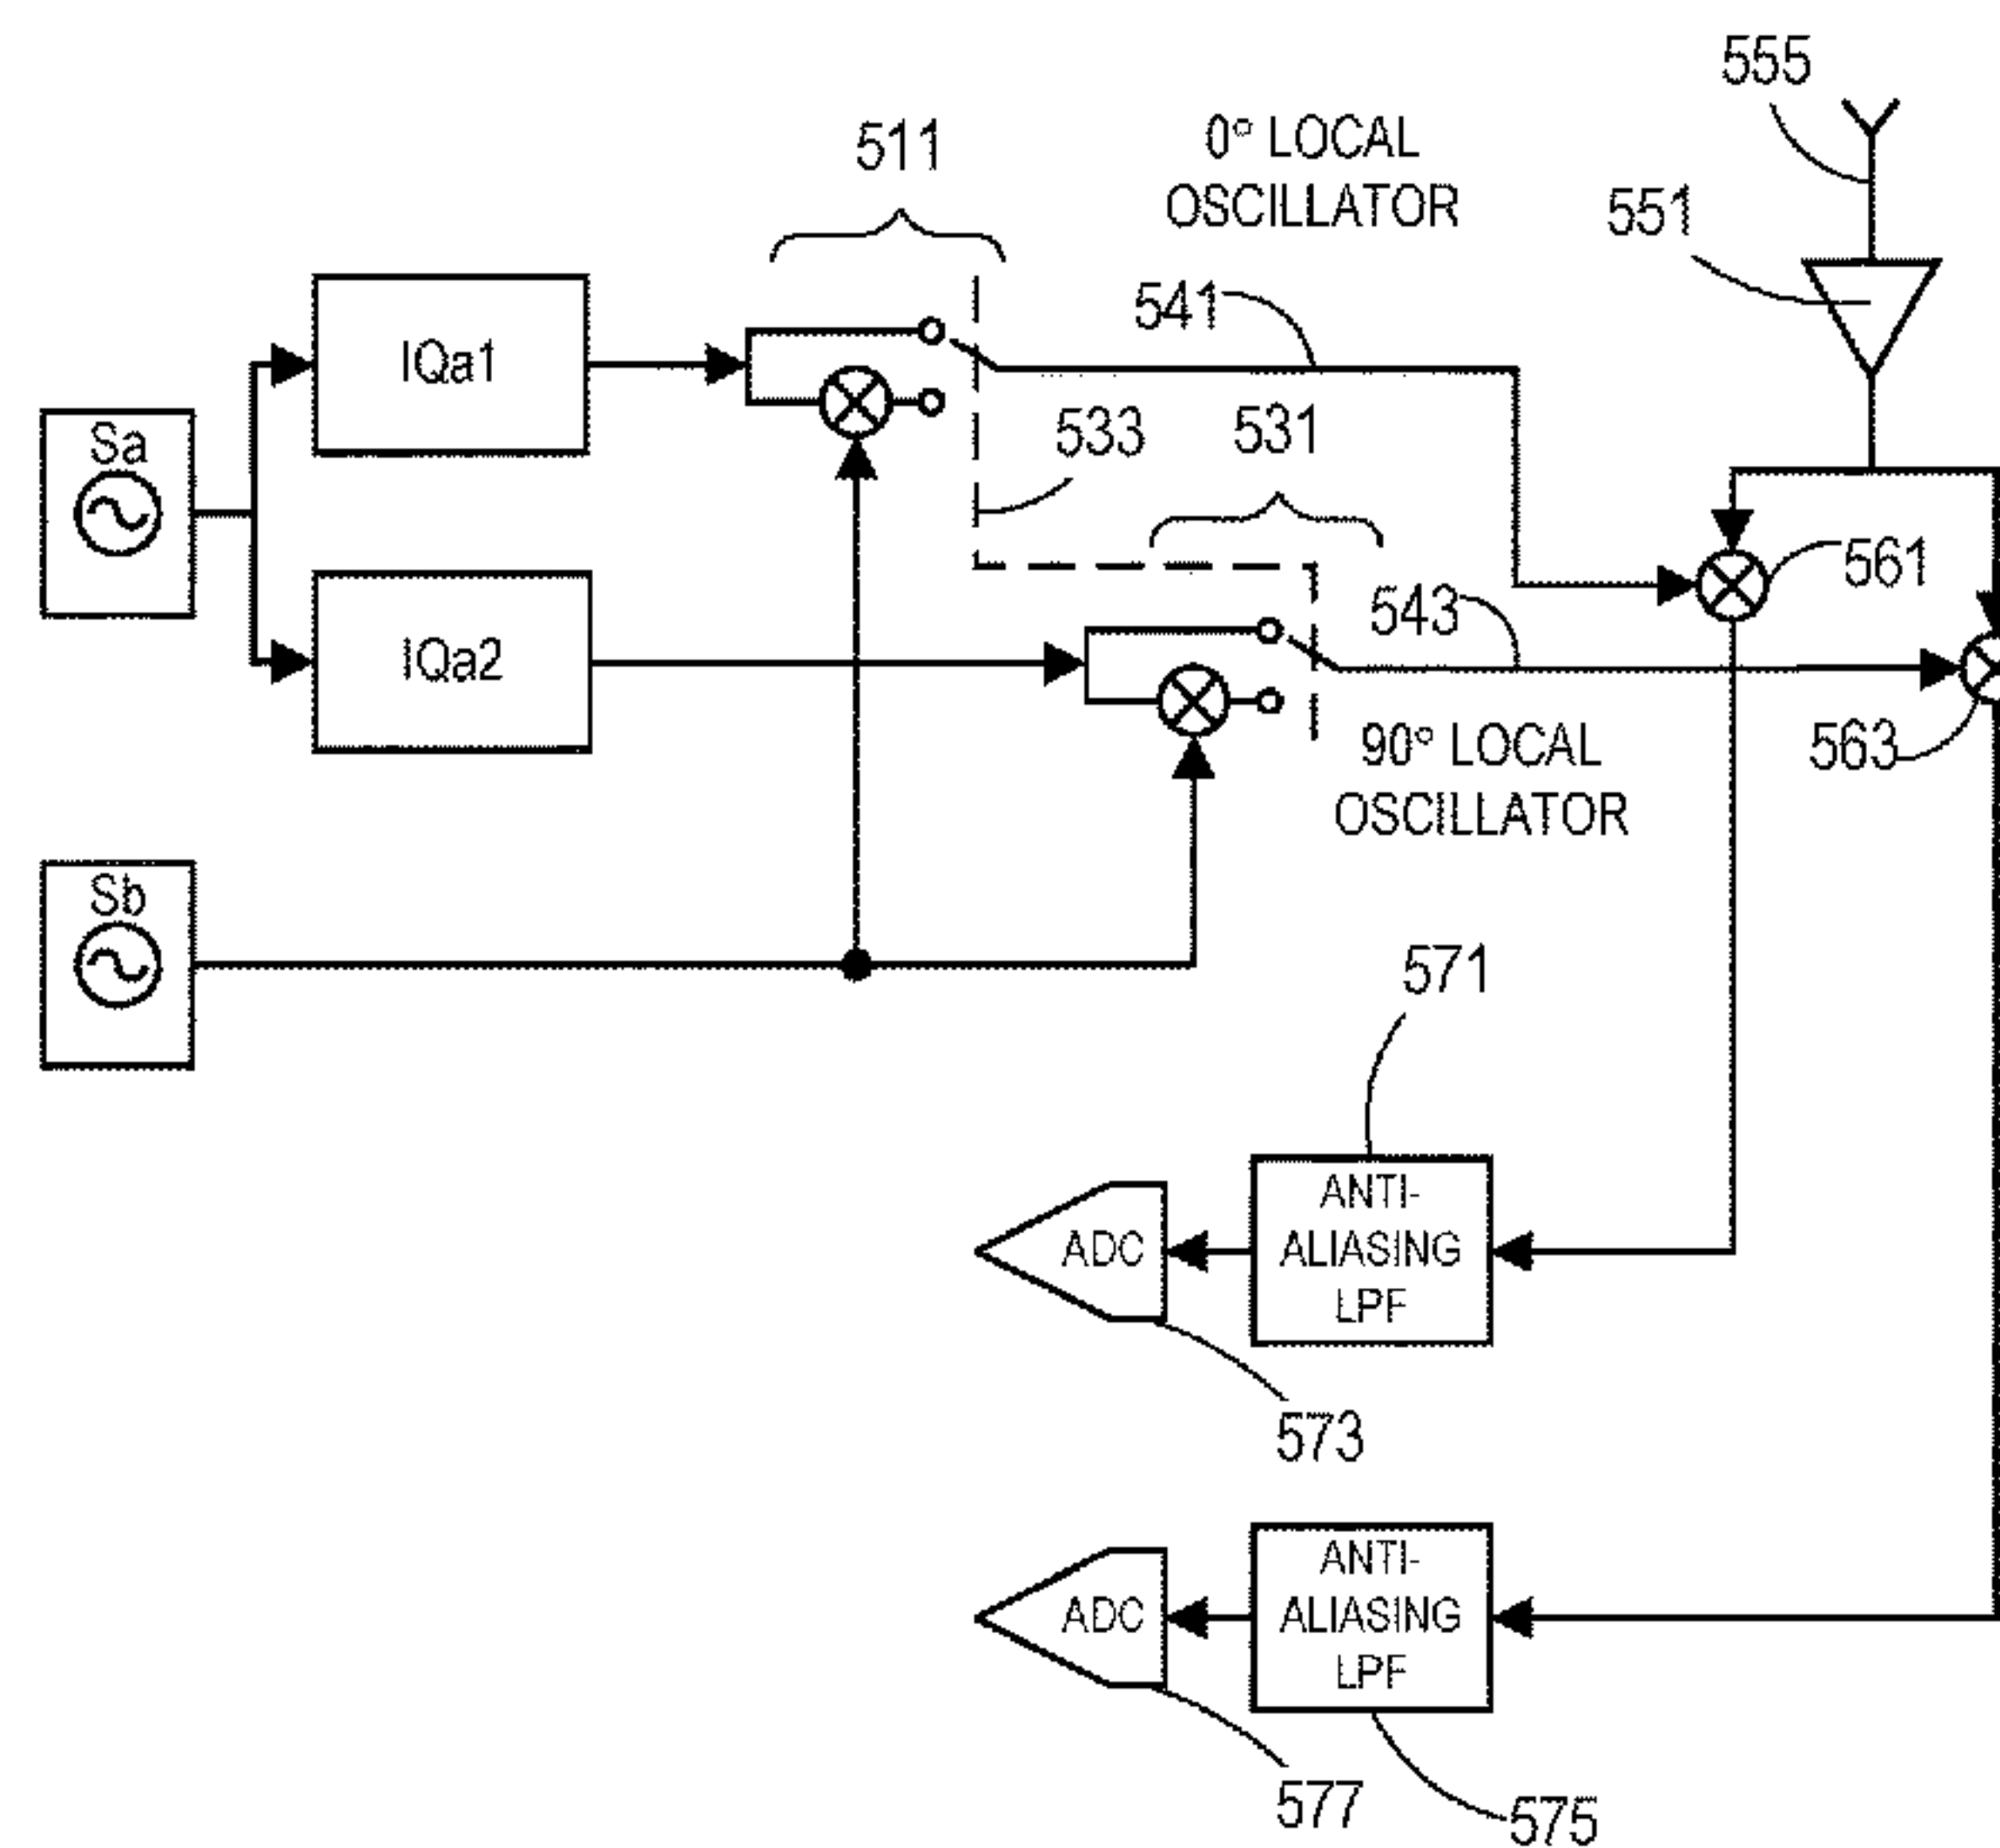 555
511
0° LOCAL
OSCILLATOR
551
541
IQa1
533
531
Sa
561
543
IQa2
563
90° LOCAL
OSCILLATOR
Sb
571
ANTI-
ALIASING
LPF
ADC
573
ANTI-
ALIASING
LPF
ADC
577
575